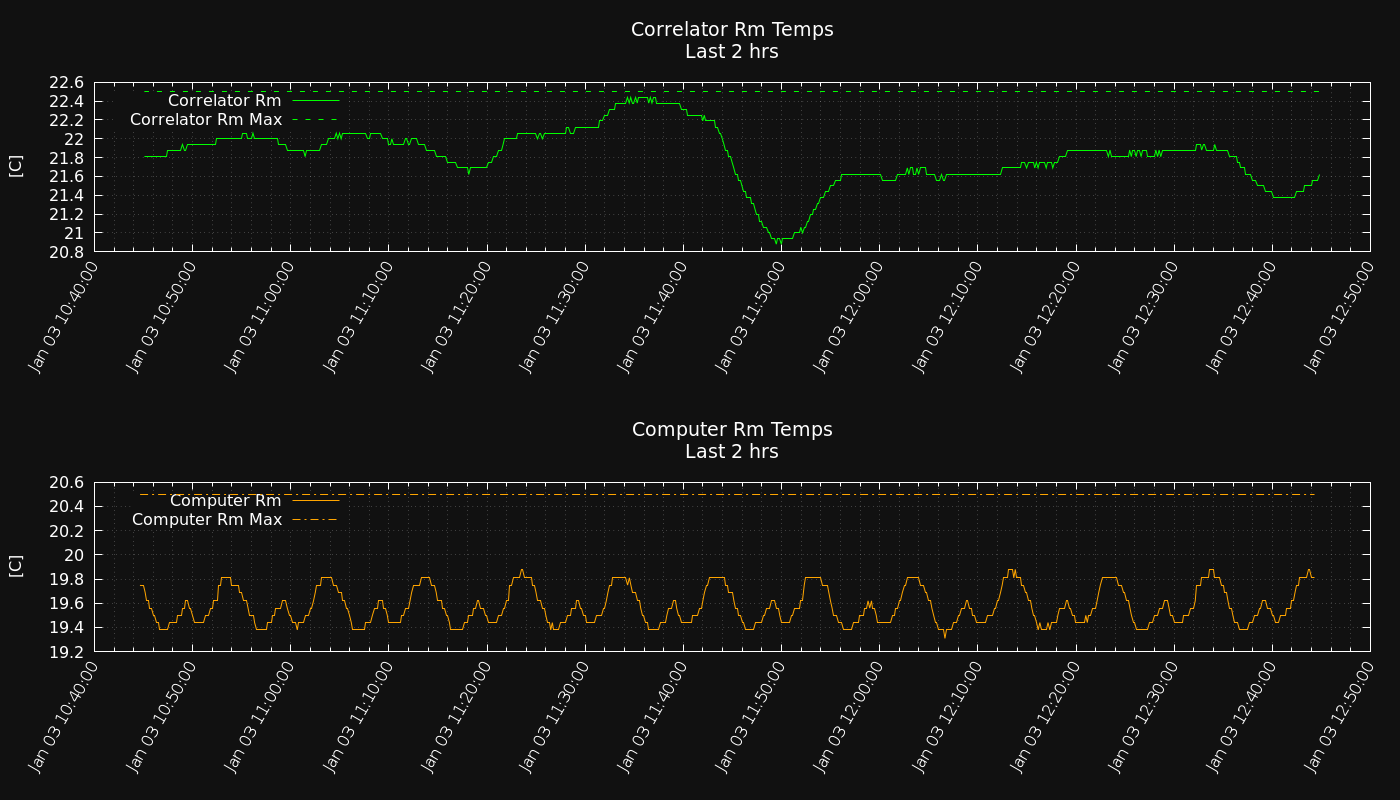 Correlator Rm Temps
Last 2 hrs
22.6
22.4
22.2
22
21.8
21.6
21.4
21.2
21
20.8
[C]
Correlator Rm
Correlator Rm Max
Jan 03 10:40:00
Jan 03 10:50:00
Jan 03 11:00:00
Jan 03 11:10:00
Jan 03 11:20:00
Jan 03 11:30:00
Jan 03 11:40:00
Jan 03 11:50:00
Jan 03 12:00:00
Jan 03 12:10:00
Jan 03 12:20:00
Jan 03 12:30:00
Jan 03 12:40:00
Jan 03 12:50:00
Computer Rm Temps
Last 2 hrs
20.6
20.4
20.2
20
19.8
19.6
19.4
19.2
[C]
Computer Rm
Computer Rm Max
Jan 03 10:40:00
Jan 03 10:50:00
Jan 03 11:00:00
Jan 03 11:10:00
Jan 03 11:20:00
Jan 03 11:30:00
Jan 03 11:40:00
Jan 03 11:50:00
Jan 03 12:00:00
Jan 03 12:10:00
Jan 03 12:20:00
Jan 03 12:30:00
Jan 03 12:40:00
Jan 03 12:50:00